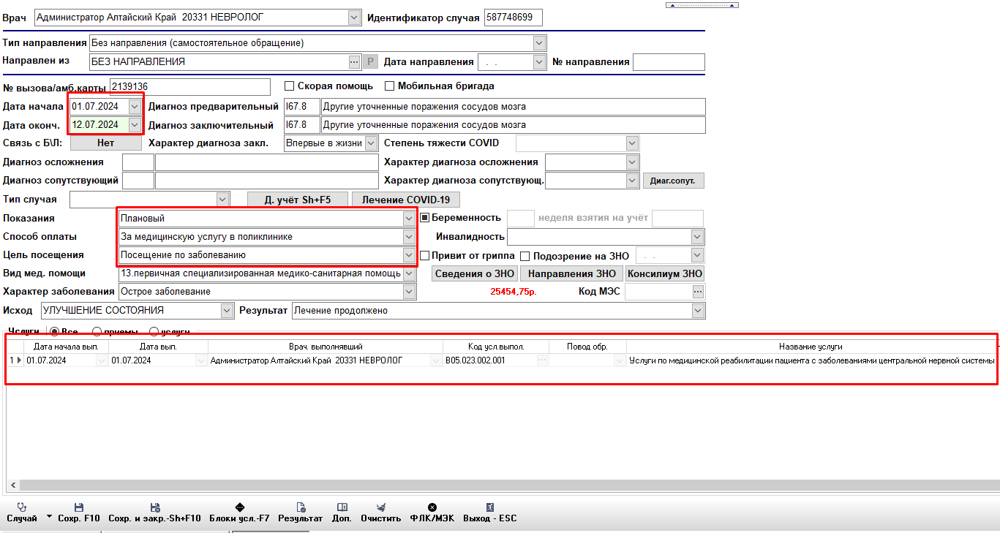 Врач Администратор Алтайский Край 20331 НЕВРОЛОГ Идентификатор случая 587748699
Тип направления Без направления (самостоятельное обращение)
Направлен из БЕЗ НАПРАВЛЕНИЯ ... Р Дата направления . . № направления
№ вызова/амб.карты 2139136 Скорая помощь Мобильная бригада
Дата начала 01.07.2024 Диагноз предварительный I67.8 Другие уточненные поражения сосудов мозга
Дата оконч. 12.07.2024 Диагноз заключительный I67.8 Другие уточненные поражения сосудов мозга
Связь с Б\Л: Нет Характер диагноза закл. Впервые в жизни Степень тяжести COVID
Диагноз осложнения Характер диагноза осложнения
Диагноз сопутствующий Характер диагноза сопутствующ. Диаг.сопут.
Тип случая Д. учёт Sh+F5 Лечение COVID-19
Показания Плановый Беременность неделя взятия на учёт
Способ оплаты За медицинскую услугу в поликлинике Инвалидность
Цель посещения Посещение по заболеванию Привит от гриппа Подозрение на ЗНО . .
Вид мед. помощи 13.первичная специализированная медико-санитарная помощь Сведения о ЗНО Направления ЗНО Консилиум ЗНО
Характер заболевания Острое заболевание 25454,75р. Код МЭС ...
Исход УЛУЧШЕНИЕ СОСТОЯНИЯ Результат Лечение продолжено
Услуги Все приемы услуги
Дата начала вып. Дата вып. Врач. выполнявший Код усл.выпол. Повод обр. Название услуги
1 01.07.2024 01.07.2024 Администратор Алтайский Край 20331 НЕВРОЛОГ B05.023.002.001 ... Услуги по медицинской реабилитации пациента с заболеваниями центральной нервной системы
Случай Сохр. F10 Сохр. и закр.-Sh+F10 Блоки усл.-F7 Результат Доп. Очистить ФЛК/МЭК Выход - ESC